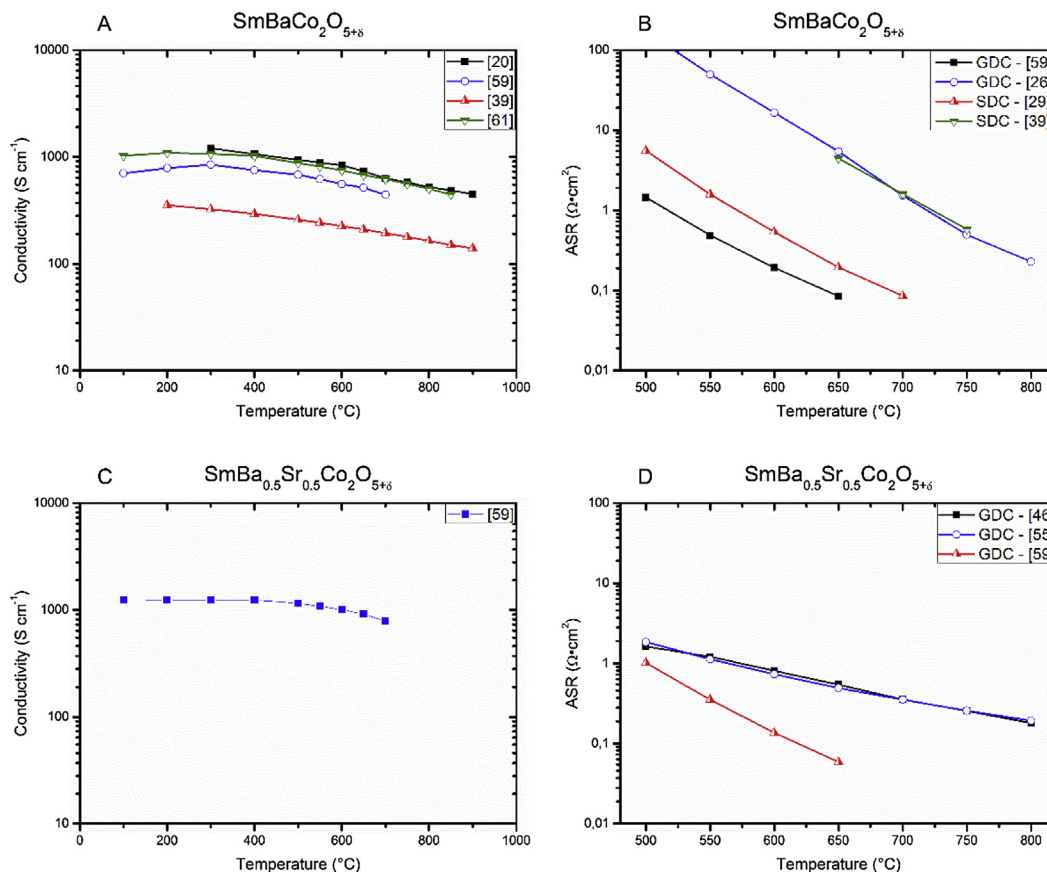 A
SmBaCo₂O₅₊δ
10000
1000
100
10
Conductivity (S cm⁻¹)
[20]
[59]
[39]
[61]
0
200
400
600
800
1000
Temperature (°C)
B
SmBaCo₂O₅₊δ
100
10
1
0,1
0,01
ASR (Ω•cm²)
GDC - [59
GDC - [26
SDC - [29]
SDC - [39]
500
550
600
650
700
750
800
Temperature (°C)
C
SmBa₀.₅Sr₀.₅Co₂O₅₊δ
10000
1000
100
10
Conductivity (S cm⁻¹)
[59]
0
200
400
600
800
1000
Temperature (°C)
D
SmBa₀.₅Sr₀.₅Co₂O₅₊δ
100
10
1
0,1
0,01
ASR (Ω•cm²)
GDC - [46
GDC - [55
GDC - [59
500
550
600
650
700
750
800
Temperature (°C)